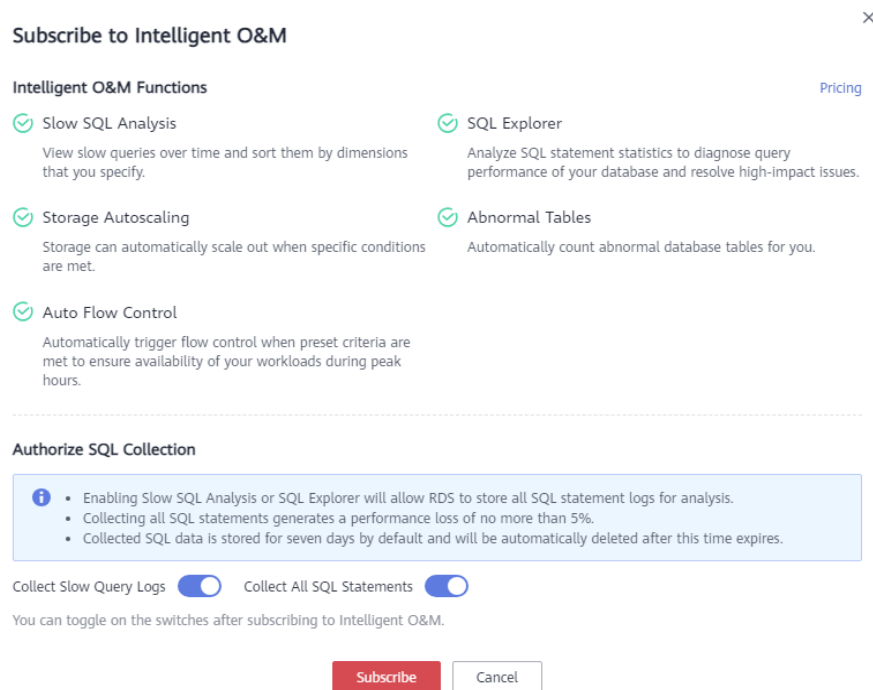 Subscribe to Intelligent O&M
Intelligent O&M Functions
Pricing
Slow SQL Analysis
View slow queries over time and sort them by dimensions
that you specify.
SQL Explorer
Analyze SQL statement statistics to diagnose query
performance of your database and resolve high-impact issues.
Storage Autoscaling
Storage can automatically scale out when specific conditions
are met.
Abnormal Tables
Automatically count abnormal database tables for you.
Auto Flow Control
Automatically trigger flow control when preset criteria are
met to ensure availability of your workloads during peak
hours.
Authorize SQL Collection
• Enabling Slow SQL Analysis or SQL Explorer will allow RDS to store all SQL statement logs for analysis.
• Collecting all SQL statements generates a performance loss of no more than 5%.
• Collected SQL data is stored for seven days by default and will be automatically deleted after this time expires.
Collect Slow Query Logs
Collect All SQL Statements
You can toggle on the switches after subscribing to Intelligent O&M.
Subscribe
Cancel